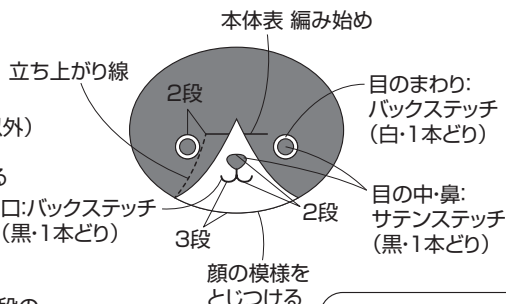 本体表 編み始め
立ち上がり線
2段
目のまわり:
バックステッチ
(白・1本どり)
外)
る
口:バックステッチ
(黒・1本どり)
3段
2段
目の中・鼻:
サテンステッチ
(黒・1本どり)
顔の模様を
とじつける
段の